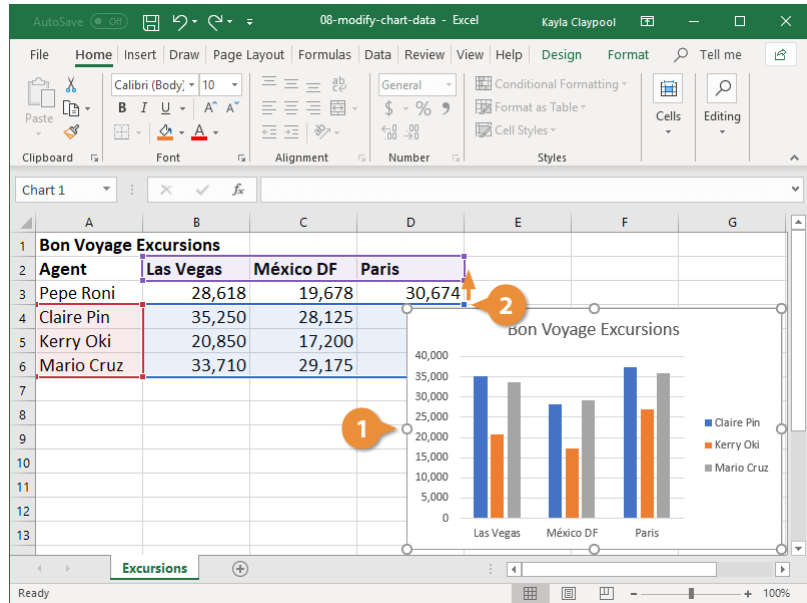 AutoSave Off 08-modify-chart-data - Excel Kayla Claypool
File Home Insert Draw Page Layout Formulas Data Review View Help Design Format Tell me
Paste
Calibri (Body) 10
B I U A A
A
ab
General
$ % 9
.00 .0
Conditional Formatting
Format as Table
Cell Styles
Cells
Editing
Clipboard Font Alignment Number Styles
Chart 1 fx
A B C D E F G
1 Bon Voyage Excursions
2 Agent Las Vegas México DF Paris
3 Pepe Roni 28,618 19,678 30,674
4 Claire Pin 35,250 28,125
5 Kerry Oki 20,850 17,200
6 Mario Cruz 33,710 29,175
7
8
9
10
11
12
13
2
1
Bon Voyage Excursions
40,000
35,000
30,000
25,000
20,000
15,000
10,000
5,000
0
Las Vegas México DF Paris
Claire Pin
Kerry Oki
Mario Cruz
Excursions
Ready 100%